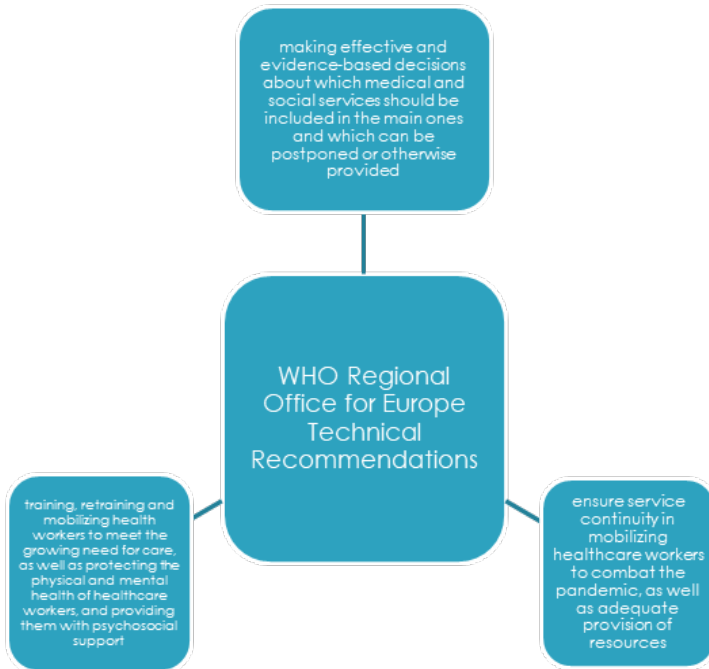 making effective and
evidence-based decisions
about which medical and
social services should be
included in the main ones
and which can be
postponed or otherwise
provided
WHO Regional
Office for Europe
Technical
Recommendations
training, retraining and
mobilizing health
workers to meet the
growing need for care,
as well as protecting the
physical and mental
health of healthcare
workers, and providing
them with psychosocial
support
ensure service
continuity in
mobilizing
healthcare workers
to combat the
pandemic, as well
as adequate
provision of
resources